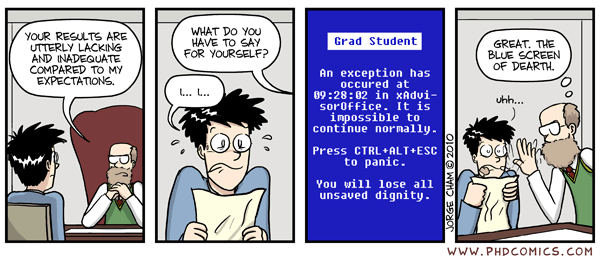 YOUR RESULTS ARE
UTTERLY LACKING
AND INADEQUATE
COMPARED TO MY
EXPECTATIONS.
WHAT DO YOU
HAVE TO SAY
FOR YOURSELF?
I... I...
Grad Student
An exception has
occured at
09:28:02 in xAdvi-
sorOffice. It is
impossible to
continue normally.
Press CTRL+ALT+ESC
to panic.
You will lose all
unsaved dignity.
GREAT. THE
BLUE SCREEN
OF DEARTH.
uhh...
JORGE CHAM © 2010
WWW.PHDCOMICS.COM